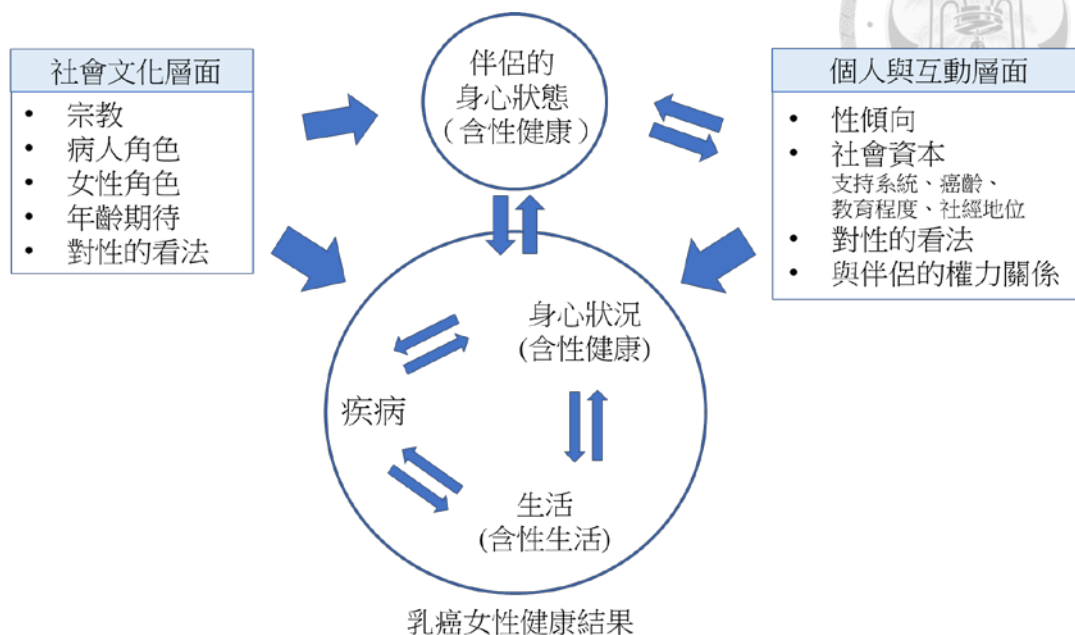 社會文化層面
• 宗教
• 病人角色
• 女性角色
• 年齡期待
• 對性的看法
伴侶的
身心狀態
（含性健康）
個人與互動層面
• 性傾向
• 社會資本
支持系統、癌齡、
教育程度、社經地位
• 對性的看法
• 與伴侶的權力關係
身心狀況
(含性健康)
疾病
生活
(含性生活)
乳癌女性健康結果